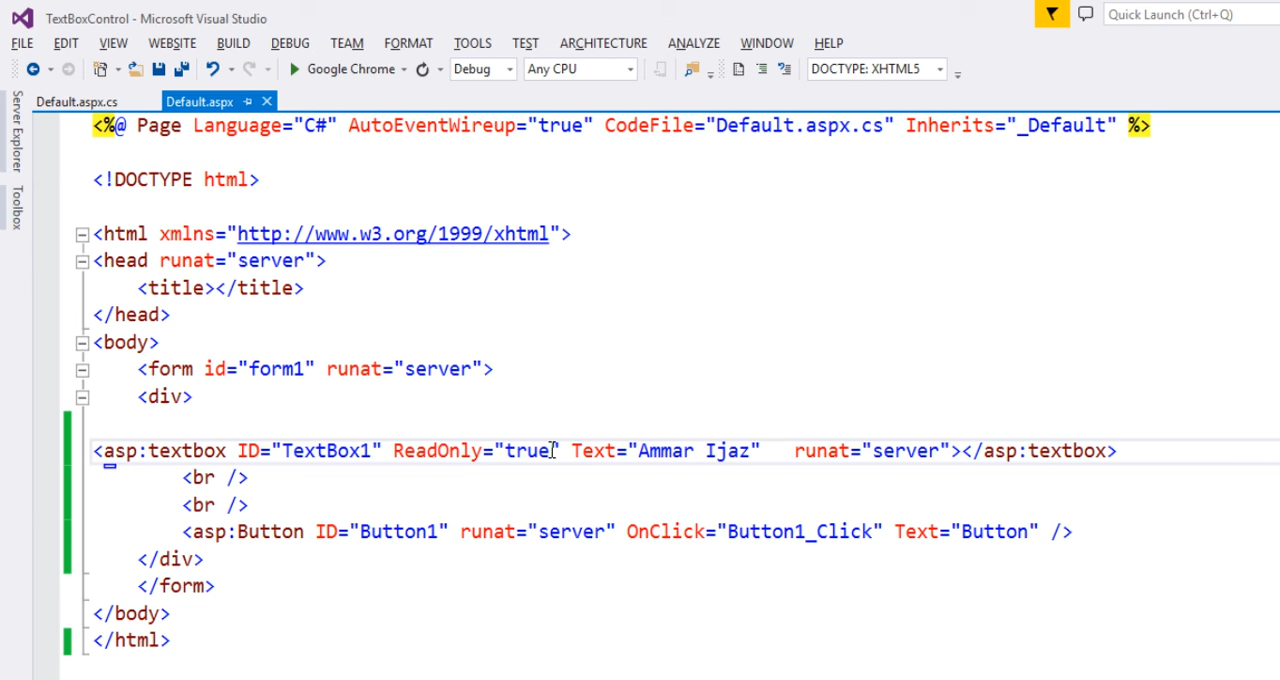 TextBoxControl - Microsoft Visual Studio
Quick Launch (Ctrl+Q)
FILE EDIT VIEW WEBSITE BUILD DEBUG TEAM FORMAT TOOLS TEST ARCHITECTURE ANALYZE WINDOW HELP
Google Chrome Debug Any CPU DOCTYPE: XHTML5
Server Explorer
Toolbox
Default.aspx.cs Default.aspx
<%@ Page Language="C#" AutoEventWireup="true" CodeFile="Default.aspx.cs" Inherits="_Default" %>
<!DOCTYPE html>
<html xmlns="http://www.w3.org/1999/xhtml">
<head runat="server">
<title></title>
</head>
<body>
<form id="form1" runat="server">
<div>
<asp:textbox ID="TextBox1" ReadOnly="true" Text="Ammar Ijaz" runat="server"></asp:textbox>
<br />
<br />
<asp:Button ID="Button1" runat="server" OnClick="Button1_Click" Text="Button" />
</div>
</form>
</body>
</html>